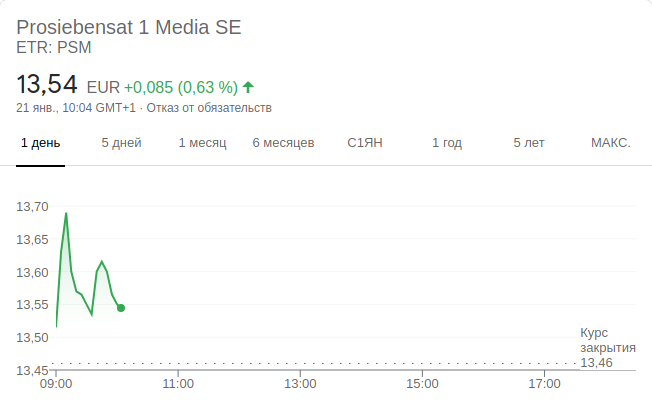 Prosiebensat 1 Media SE
ETR: PSM
13,54 EUR +0,085 (0,63 %)
21 янв., 10:04 GMT+1 · Отказ от обязательств
1 день 5 дней 1 месяц 6 месяцев С1ЯН 1 год 5 лет МАКС.
13,70
13,65
13,60
13,55
13,50
13,45
Курс
закрытия
13,46
09:00 11:00 13:00 15:00 17:00